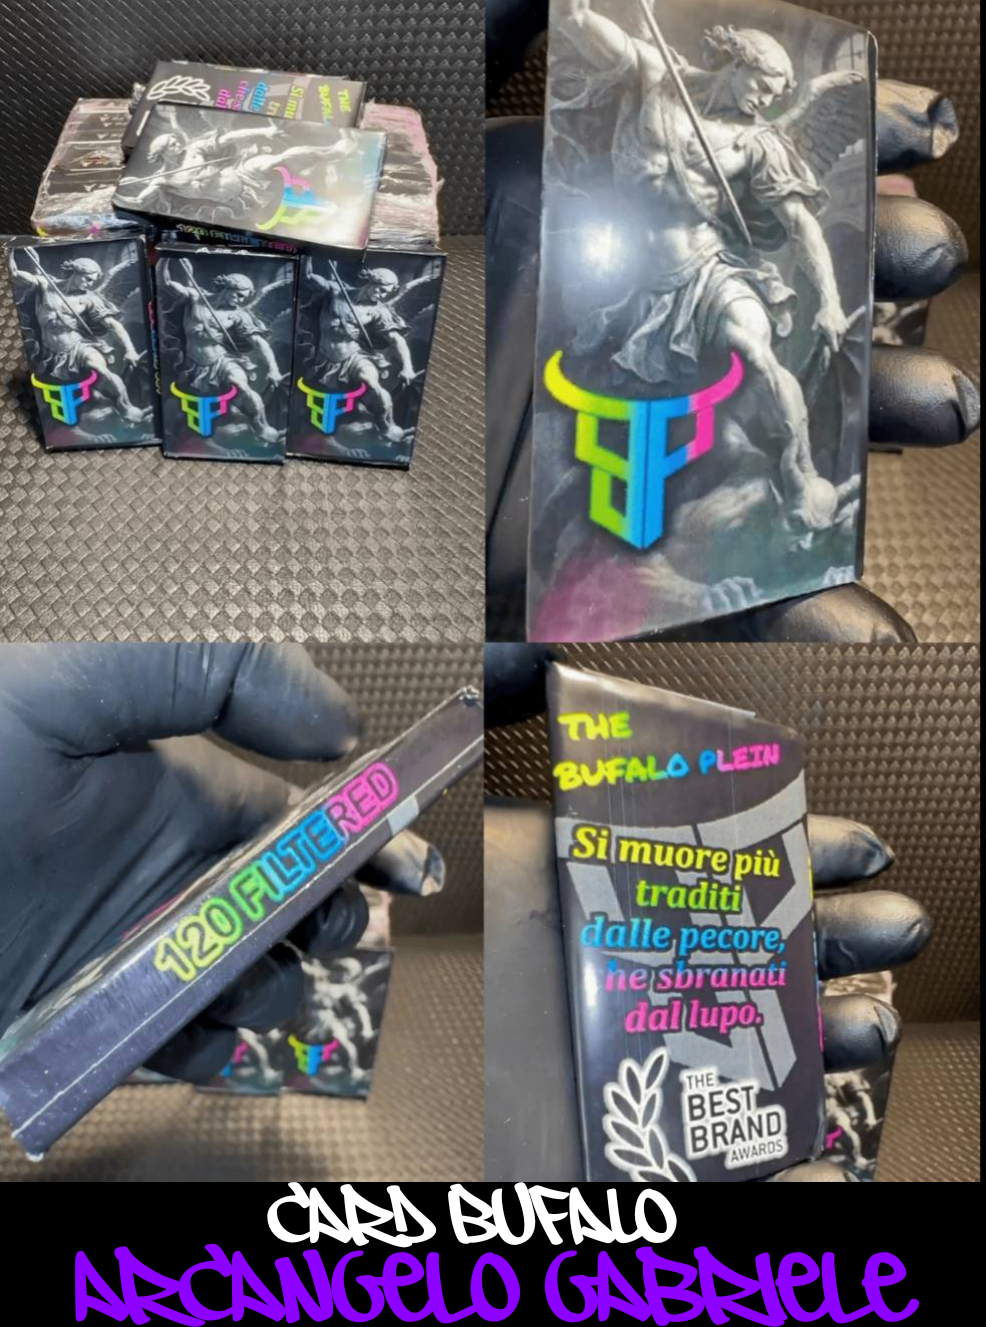 120 FILTERED
THE
BUFALO PLEIN
Si muore più
traditi
dalle pecore,
he sbranati
dal lupo.
THE
BEST
BRAND
AWARDS
CARD BUFALO
ARCANGELO GABRIELE